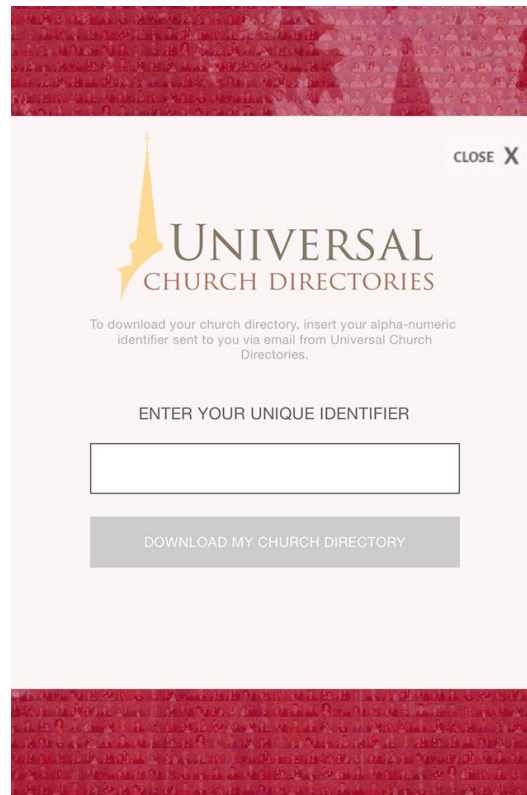 CLOSE X
UNIVERSAL
CHURCH DIRECTORIES
To download your church directory, insert your alpha-numeric
identifier sent to you via email from Universal Church
Directories.
ENTER YOUR UNIQUE IDENTIFIER
DOWNLOAD MY CHURCH DIRECTORY